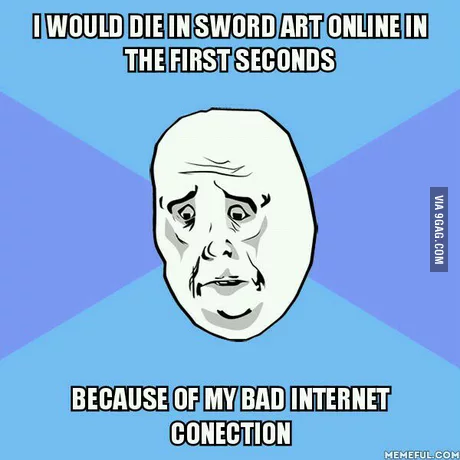 I WOULD DIE IN SWORD ART ONLINE IN
THE FIRST SECONDS
VIA 9GAG.COM
BECAUSE OF MY BAD INTERNET
CONECTION
MEMEFUL.COM